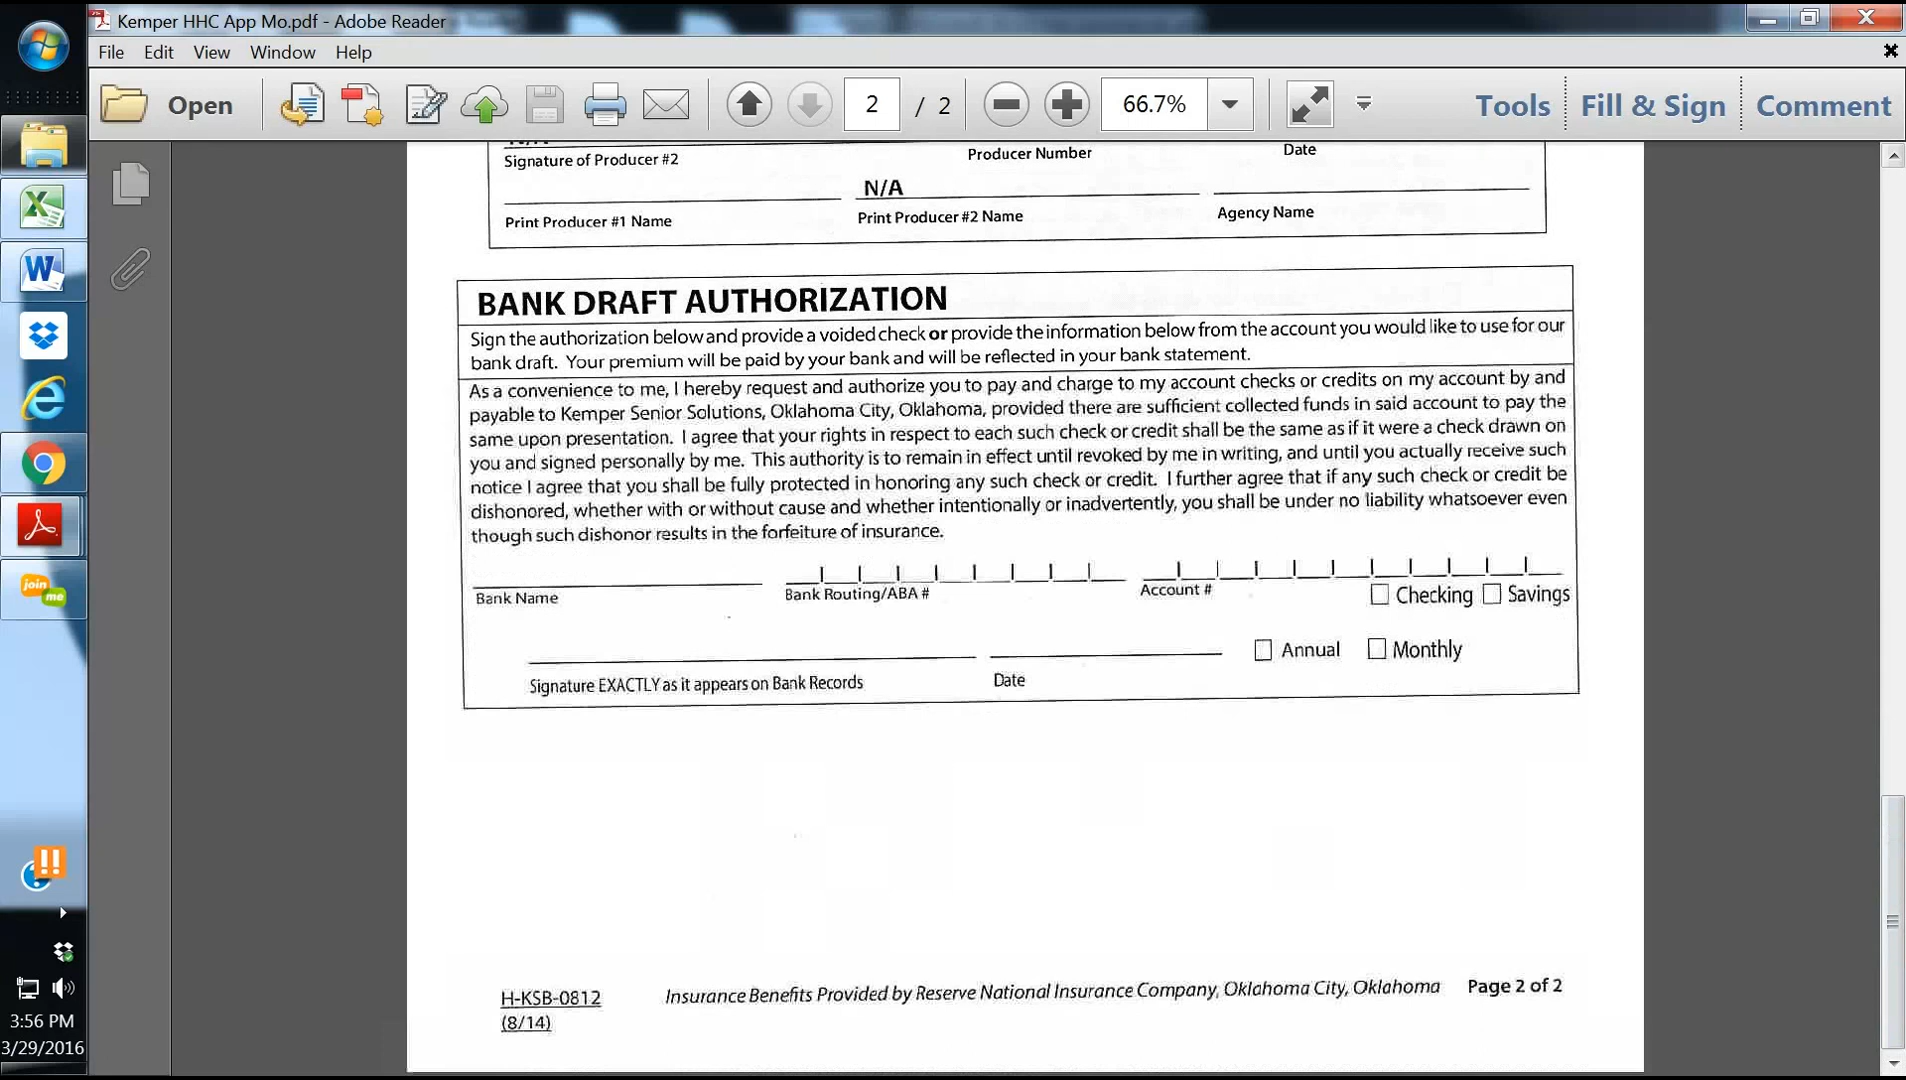 Kemper HHC App Mo.pdf - Adobe Reader
File Edit View Window Help
Open 2 / 2 66.7% Tools Fill & Sign Comment
Signature of Producer #2 Producer Number Date
N/A
Print Producer #1 Name Print Producer #2 Name Agency Name
BANK DRAFT AUTHORIZATION
Sign the authorization below and provide a voided check or provide the information below from the account you would like to use for our
bank draft. Your premium will be paid by your bank and will be reflected in your bank statement.
As a convenience to me, I hereby request and authorize you to pay and charge to my account checks or credits on my account by and
payable to Kemper Senior Solutions, Oklahoma City, Oklahoma, provided there are sufficient collected funds in said account to pay the
same upon presentation. I agree that your rights in respect to each such check or credit shall be the same as if it were a check drawn on
you and signed personally by me. This authority is to remain in effect until revoked by me in writing, and until you actually receive such
notice I agree that you shall be fully protected in honoring any such check or credit. I further agree that if any such check or credit be
dishonored, whether with or without cause and whether intentionally or inadvertently, you shall be under no liability whatsoever even
though such dishonor results in the forfeiture of insurance.
Bank Name Bank Routing/ABA # Account # Checking Savings
Annual Monthly
Signature EXACTLY as it appears on Bank Records Date
H-KSB-0812 Insurance Benefits Provided by Reserve National Insurance Company, Oklahoma City, Oklahoma Page 2 of 2
(8/14)
join
me
3:56 PM
3/29/2016